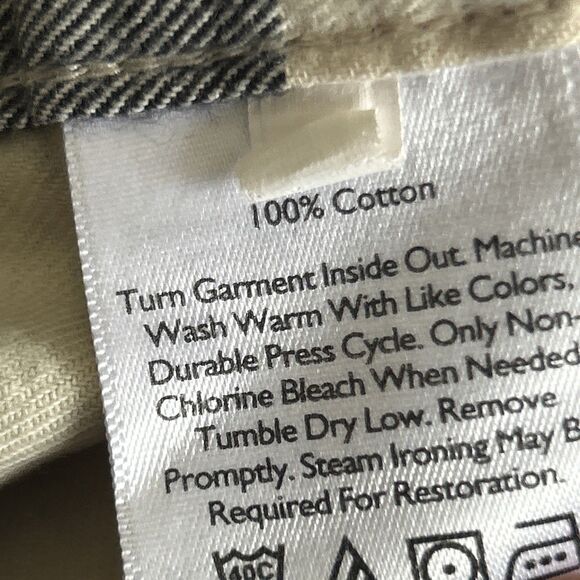 100% Cotton
Turn Garment Inside Out. Machine
Wash Warm With Like Colors,
Durable Press Cycle. Only Non-
Chlorine Bleach When Needed
Tumble Dry Low. Remove
Promptly. Steam Ironing May B
Required For Restoration.
40C